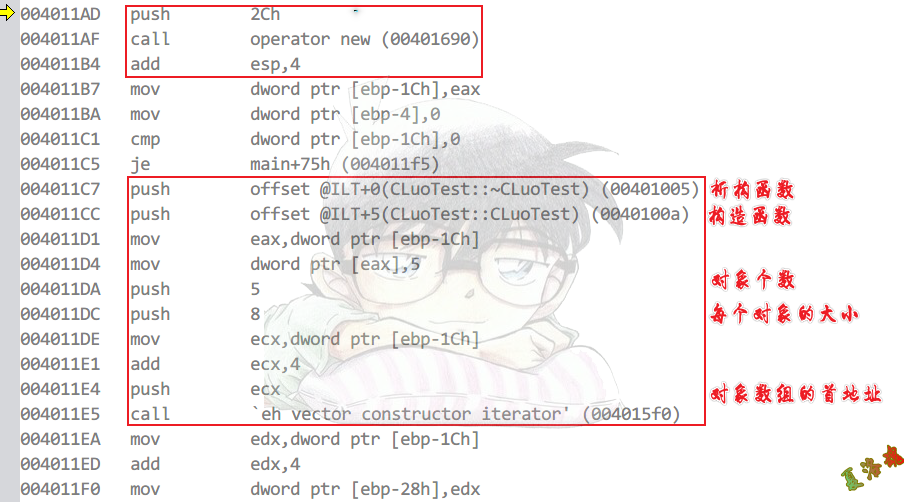 004011AD push 2Ch
004011AF call operator new (00401690)
004011B4 add esp,4
004011B7 mov dword ptr [ebp-1Ch],eax
004011BA mov dword ptr [ebp-4],0
004011C1 cmp dword ptr [ebp-1Ch],0
004011C5 je main+75h (004011f5)
004011C7 push offset @ILT+0(CLuoTest::~CLuoTest) (00401005) 析构函数
004011CC push offset @ILT+5(CLuoTest::CLuoTest) (0040100a) 构造函数
004011D1 mov eax,dword ptr [ebp-1Ch]
004011D4 mov dword ptr [eax],5
004011DA push 5 对象个数
004011DC push 8 每个对象的大小
004011DE mov ecx,dword ptr [ebp-1Ch]
004011E1 add ecx,4
004011E4 push ecx 对象数组的首地址
004011E5 call `eh vector constructor iterator' (004015f0)
004011EA mov edx,dword ptr [ebp-1Ch]
004011ED add edx,4
004011F0 mov dword ptr [ebp-28h],edx